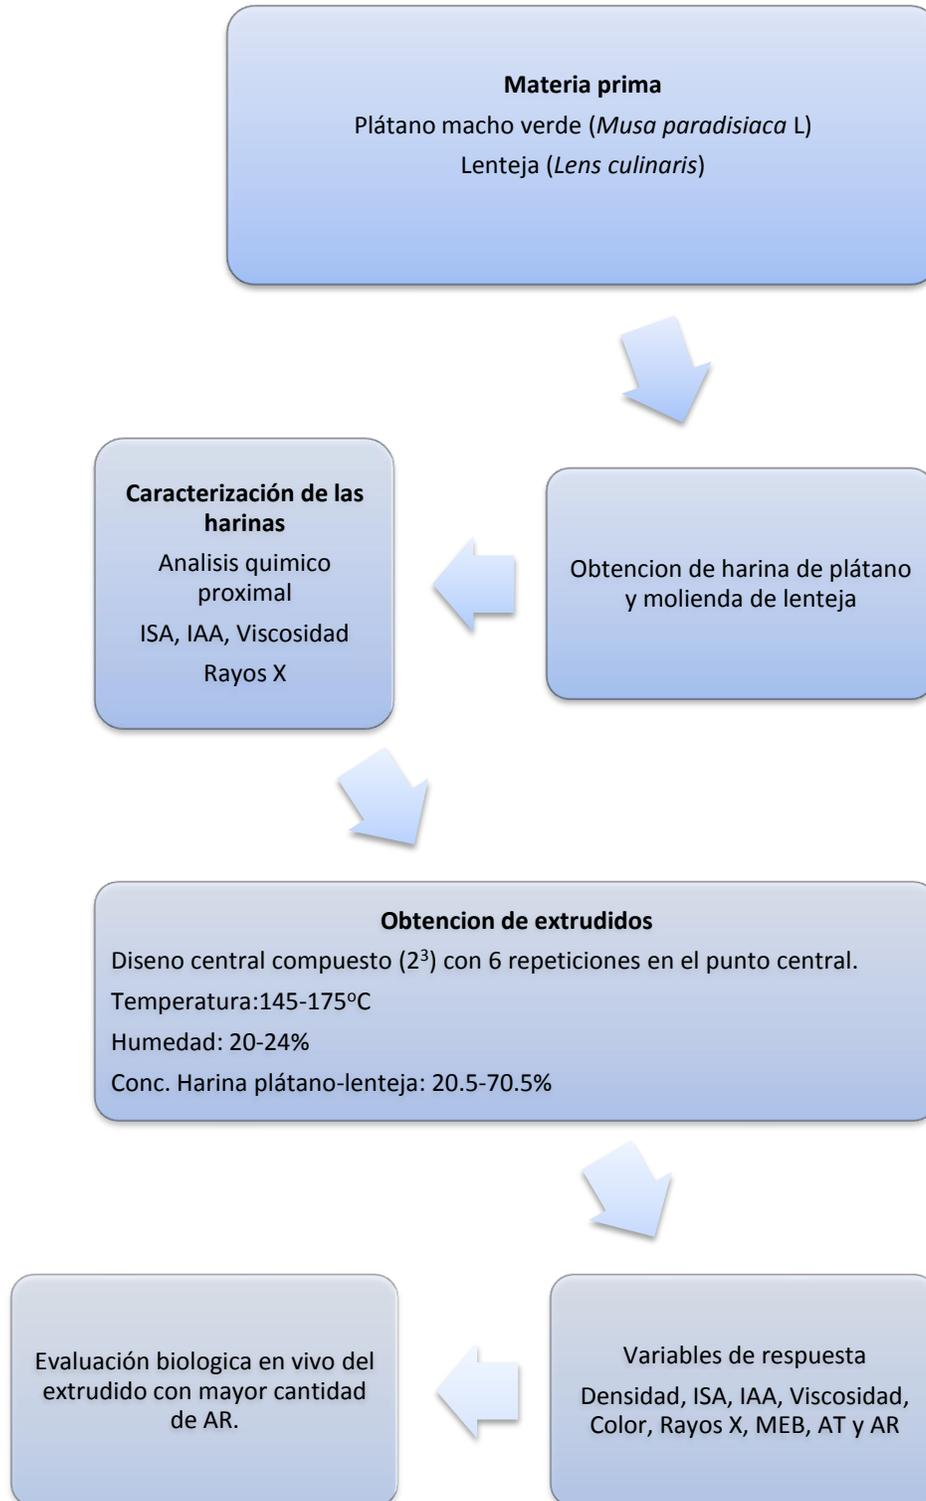 Materia prima
Plátano macho verde (Musa paradisiaca L)
Lenteja (Lens culinaris)
Obtencion de harina de plátano
y molienda de lenteja
Caracterización de las
harinas
Analisis quimico
proximal
ISA, IAA, Viscosidad
Rayos X
Obtencion de extrudidos
Diseno central compuesto (2³) con 6 repeticiones en el punto central.
Temperatura:145-175°C
Humedad: 20-24%
Conc. Harina plátano-lenteja: 20.5-70.5%
Variables de respuesta
Densidad, ISA, IAA, Viscosidad,
Color, Rayos X, MEB, AT y AR
Evaluación biologica en vivo del
extrudido con mayor cantidad
de AR.